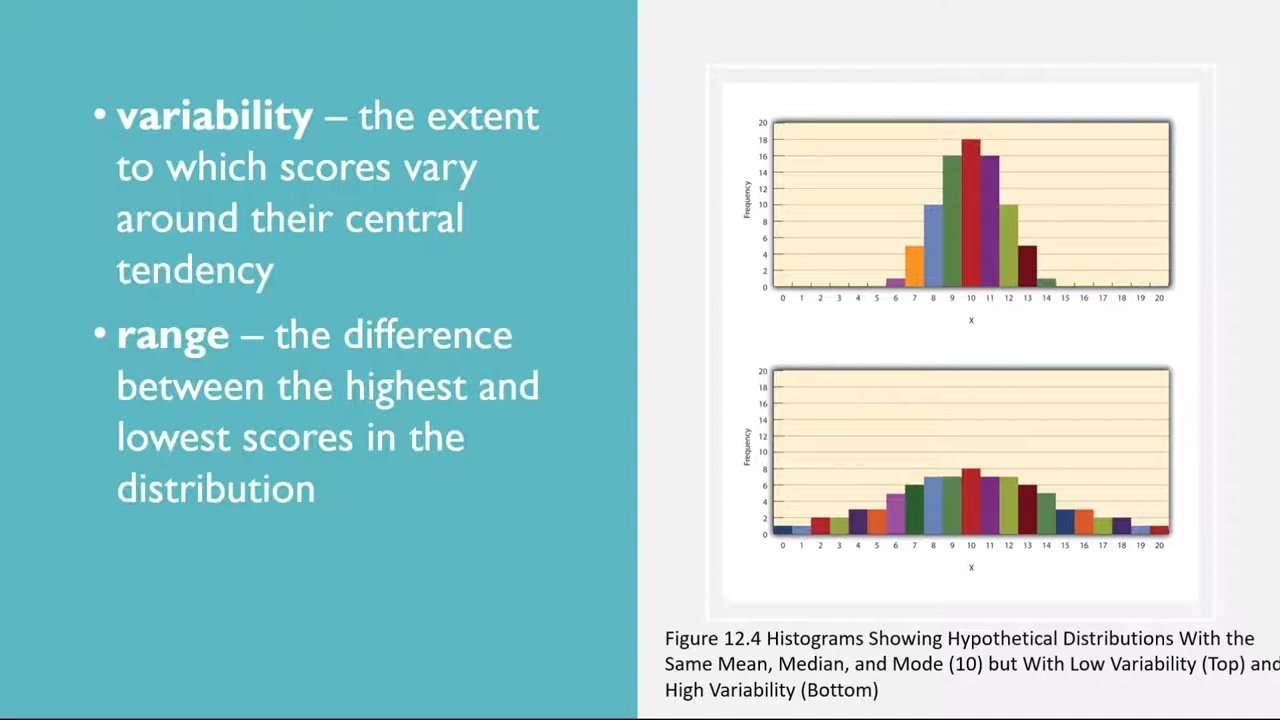 • variability – the extent
to which scores vary
around their central
tendency
• range – the difference
between the highest and
lowest scores in the
distribution
20
18
16
14
12
10
8
6
4
2
0
Frequency
0 1 2 3 4 5 6 7 8 9 10 11 12 13 14 15 16 17 18 19 20
X
20
18
16
14
12
10
8
6
4
2
0
Frequency
0 1 2 3 4 5 6 7 8 9 10 11 12 13 14 15 16 17 18 19 20
X
Figure 12.4 Histograms Showing Hypothetical Distributions With the
Same Mean, Median, and Mode (10) but With Low Variability (Top) and
High Variability (Bottom)